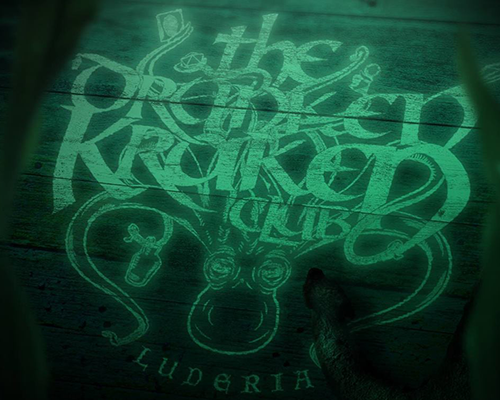 the
DRUNKEN
KRAKEN
CLUB
LUDERIA